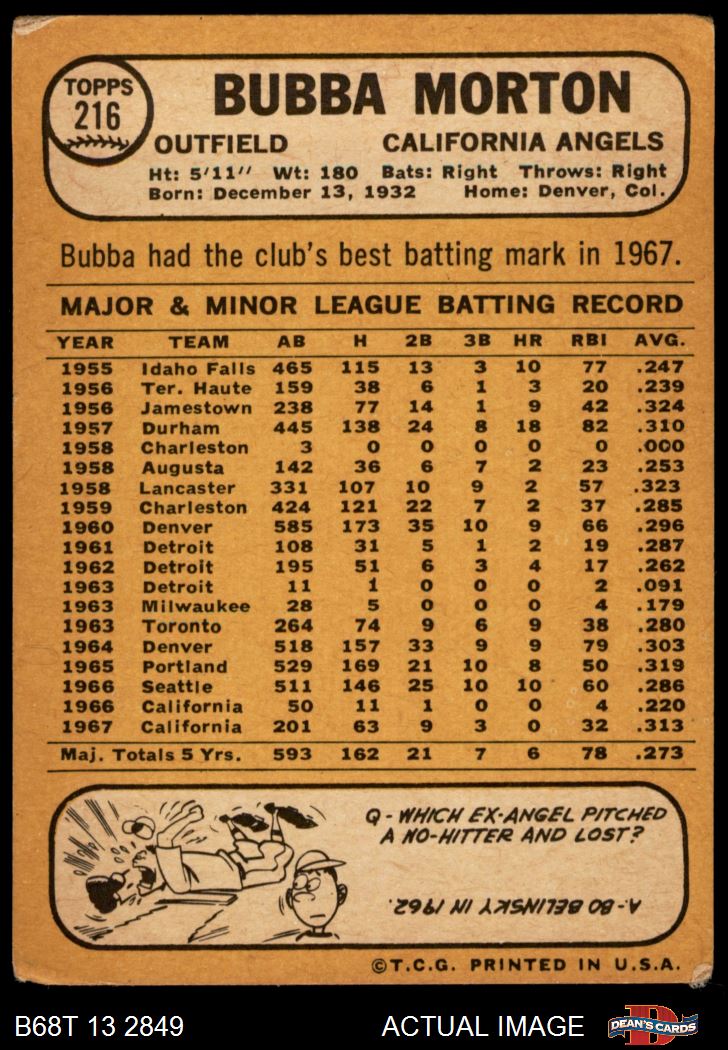 TOPPS
216
BUBBA MORTON
OUTFIELD CALIFORNIA ANGELS
Ht: 5'11" Wt: 180 Bats: Right Throws: Right
Born: December 13, 1932 Home: Denver, Col.
Bubba had the club's best batting mark in 1967.
MAJOR & MINOR LEAGUE BATTING RECORD
YEAR TEAM AB H 2B 3B HR RBI AVG.
1955 Idaho Falls 465 115 13 3 10 77 .247
1956 Ter. Haute 159 38 6 1 3 20 .239
1956 Jamestown 238 77 14 1 9 42 .324
1957 Durham 445 138 24 8 18 82 .310
1958 Charleston 3 0 0 0 0 0 .000
1958 Augusta 142 36 6 7 2 23 .253
1958 Lancaster 331 107 10 9 2 57 .323
1959 Charleston 424 121 22 7 2 37 .285
1960 Denver 585 173 35 10 9 66 .296
1961 Detroit 108 31 5 1 2 19 .287
1962 Detroit 195 51 6 3 4 17 .262
1963 Detroit 11 1 0 0 0 2 .091
1963 Milwaukee 28 5 0 0 0 4 .179
1963 Toronto 264 74 9 6 9 38 .280
1964 Denver 518 157 33 9 9 79 .303
1965 Portland 529 169 21 10 8 50 .319
1966 Seattle 511 146 25 10 10 60 .286
1966 California 50 11 1 0 0 4 .220
1967 California 201 63 9 3 0 32 .313
Maj. Totals 5 Yrs. 593 162 21 7 6 78 .273
Q - WHICH EX-ANGEL PITCHED
A NO-HITTER AND LOST?
A - BO BELINSKY IN 1962.
©T.C.G. PRINTED IN U.S.A.
B68T 13 2849 ACTUAL IMAGE DEAN'S CARDS